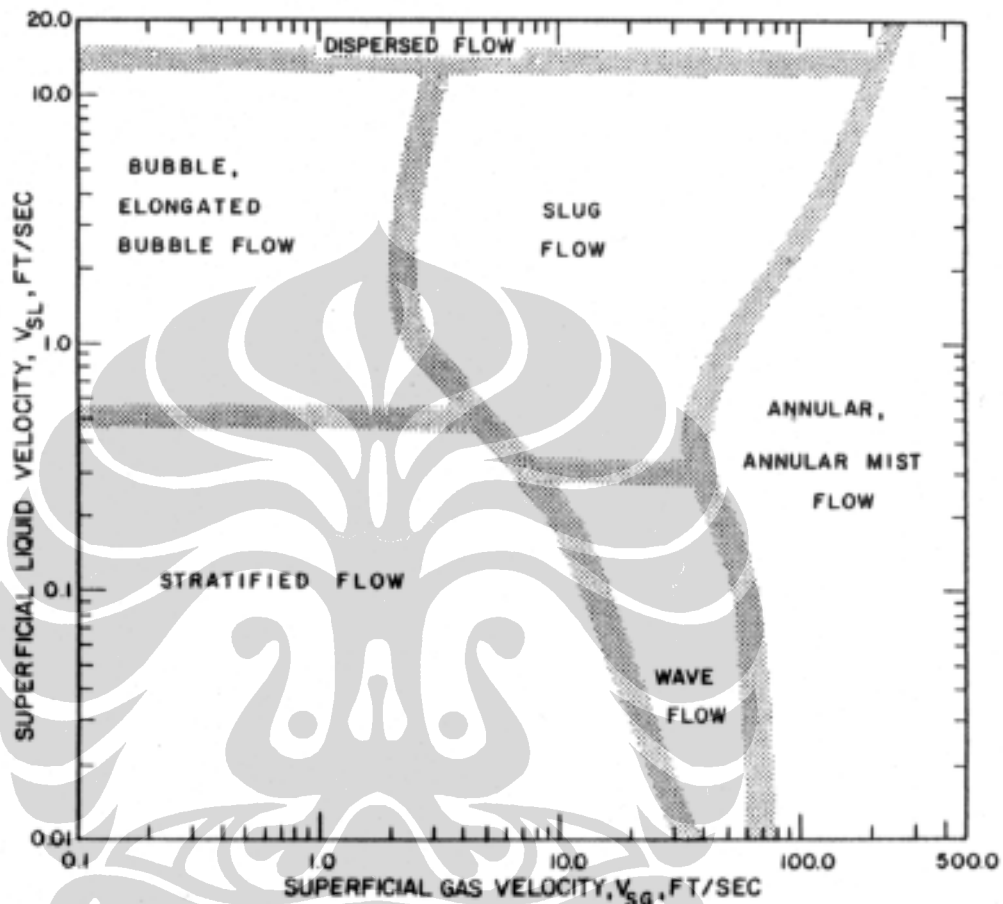 20.0
DISPERSED FLOW
10.0
BUBBLE,
ELONGATED
BUBBLE FLOW
SLUG
FLOW
SUPERFICIAL LIQUID VELOCITY, VSL, FT/SEC
1.0
ANNULAR,
ANNULAR MIST
FLOW
STRATIFIED FLOW
0.1
WAVE
FLOW
0.01
0.1
1.0
10.0
100.0
500.0
SUPERFICIAL GAS VELOCITY, VSG, FT/SEC